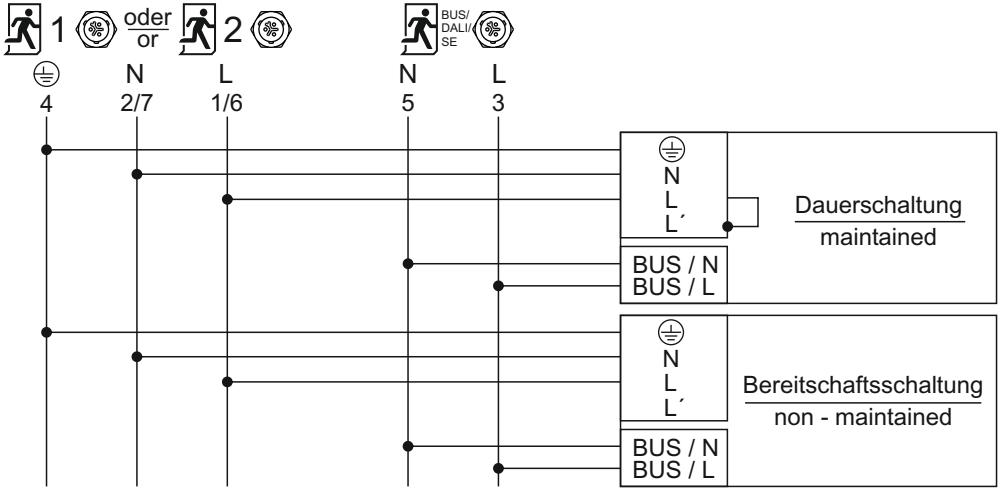 1 oder 2 BUS/
or DALI/
SE
N L N L
4 2/7 1/6 5 3
N
L
L´
Dauerschaltung
maintained
BUS / N
BUS / L
N
L
L´
Bereitschaftsschaltung
non - maintained
BUS / N
BUS / L